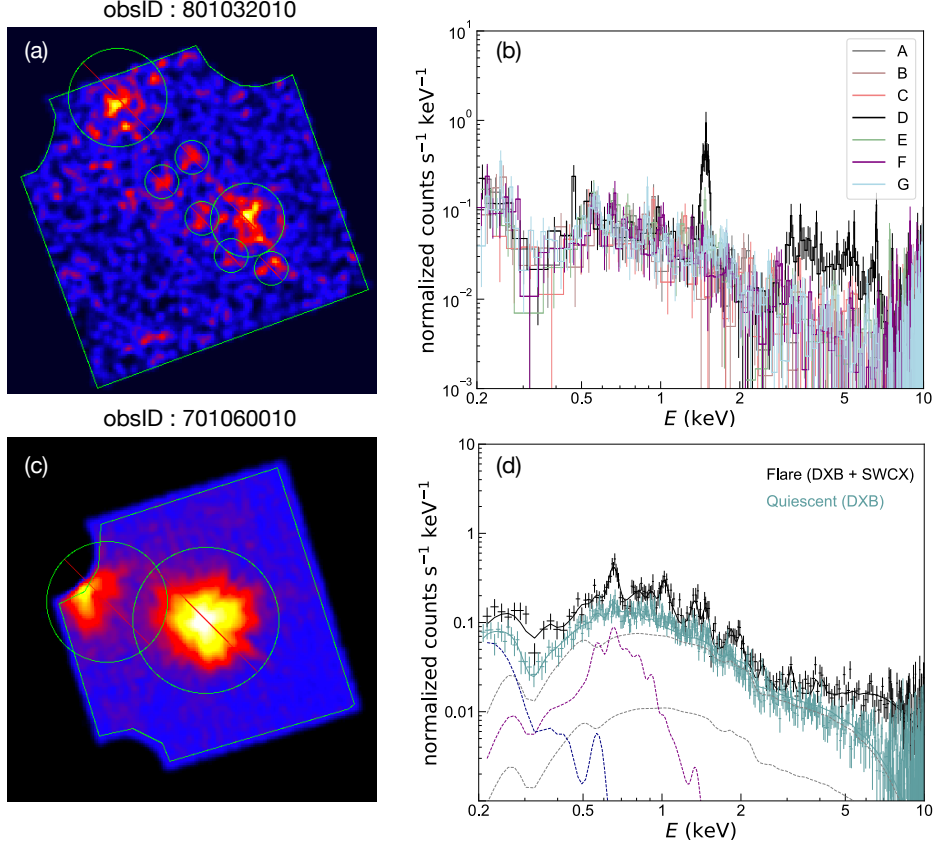 obsID : 801032010
(a)
(b)
normalized counts s⁻¹ keV⁻¹
10¹
10⁰
10⁻¹
10⁻²
10⁻³
A
B
C
D
E
F
G
0.2 0.5 1 2 5 10
E (keV)
obsID : 701060010
(c)
(d)
normalized counts s⁻¹ keV⁻¹
10
1
0.1
0.01
Flare (DXB + SWCX)
Quiescent (DXB)
0.2 0.5 1 2 5 10
E (keV)